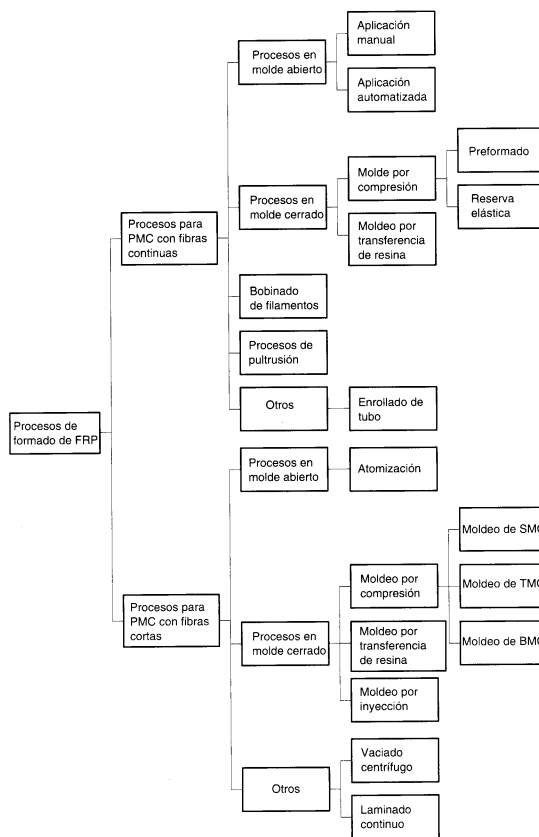 Procesos de
formado de FRP
Procesos para
PMC con fibras
continuas
Procesos en
molde abierto
Aplicación
manual
Aplicación
automatizada
Procesos en
molde cerrado
Molde por
compresión
Preformado
Reserva
elástica
Moldeo por
transferencia
de resina
Bobinado
de filamentos
Procesos de
pultrusión
Otros
Enrollado de
tubo
Procesos para
PMC con fibras
cortas
Procesos en
molde abierto
Atomización
Procesos en
molde cerrado
Moldeo por
compresión
Moldeo de SMC
Moldeo de TMC
Moldeo de BMC
Moldeo por
transferencia
de resina
Moldeo por
inyección
Otros
Vaciado
centrífugo
Laminado
continuo